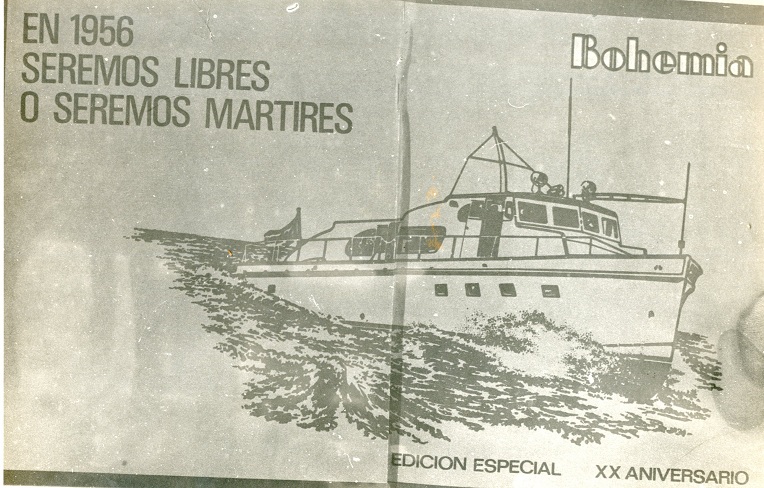 EN 1956
SEREMOS LIBRES
O SEREMOS MARTIRES
Bohemia
EDICION ESPECIAL XX ANIVERSARIO